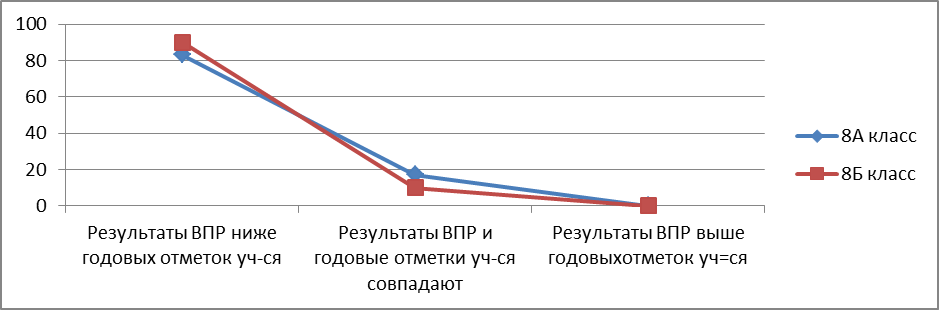 100
80
60
40
20
0
Результаты ВПР ниже
годовых отметок уч-ся
Результаты ВПР и
годовые отметки уч-ся
совпадают
Результаты ВПР выше
годовыхотметок уч=ся
8А класс
8Б класс